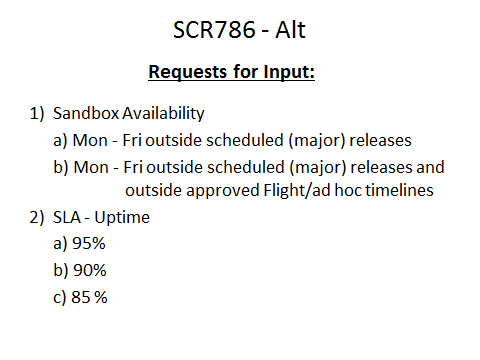 SCR786 - Alt
Requests for Input:
1) Sandbox Availability
a) Mon - Fri outside scheduled (major) releases
b) Mon - Fri outside scheduled (major) releases and
outside approved Flight/ad hoc timelines
2) SLA - Uptime
a) 95%
b) 90%
c) 85 %